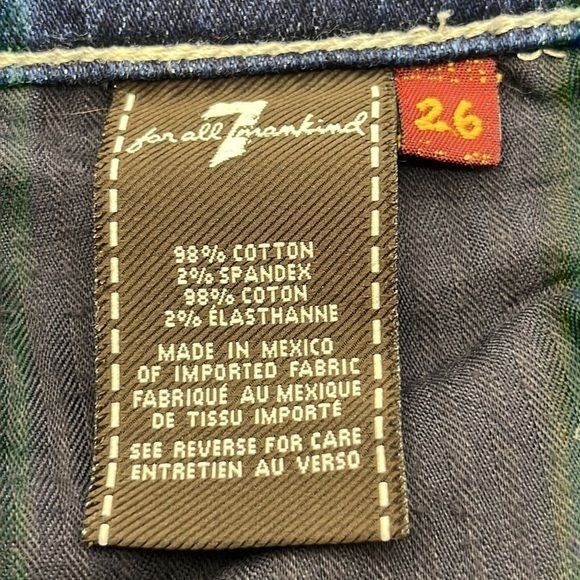 for all 7 mankind
26
98% COTTON
2% SPANDEX
98% COTON
2% ÉLASTHANNE
MADE IN MEXICO
OF IMPORTED FABRIC
FABRIQUÉ AU MEXIQUE
DE TISSU IMPORTÉ
SEE REVERSE FOR CARE
ENTRETIEN AU VERSO